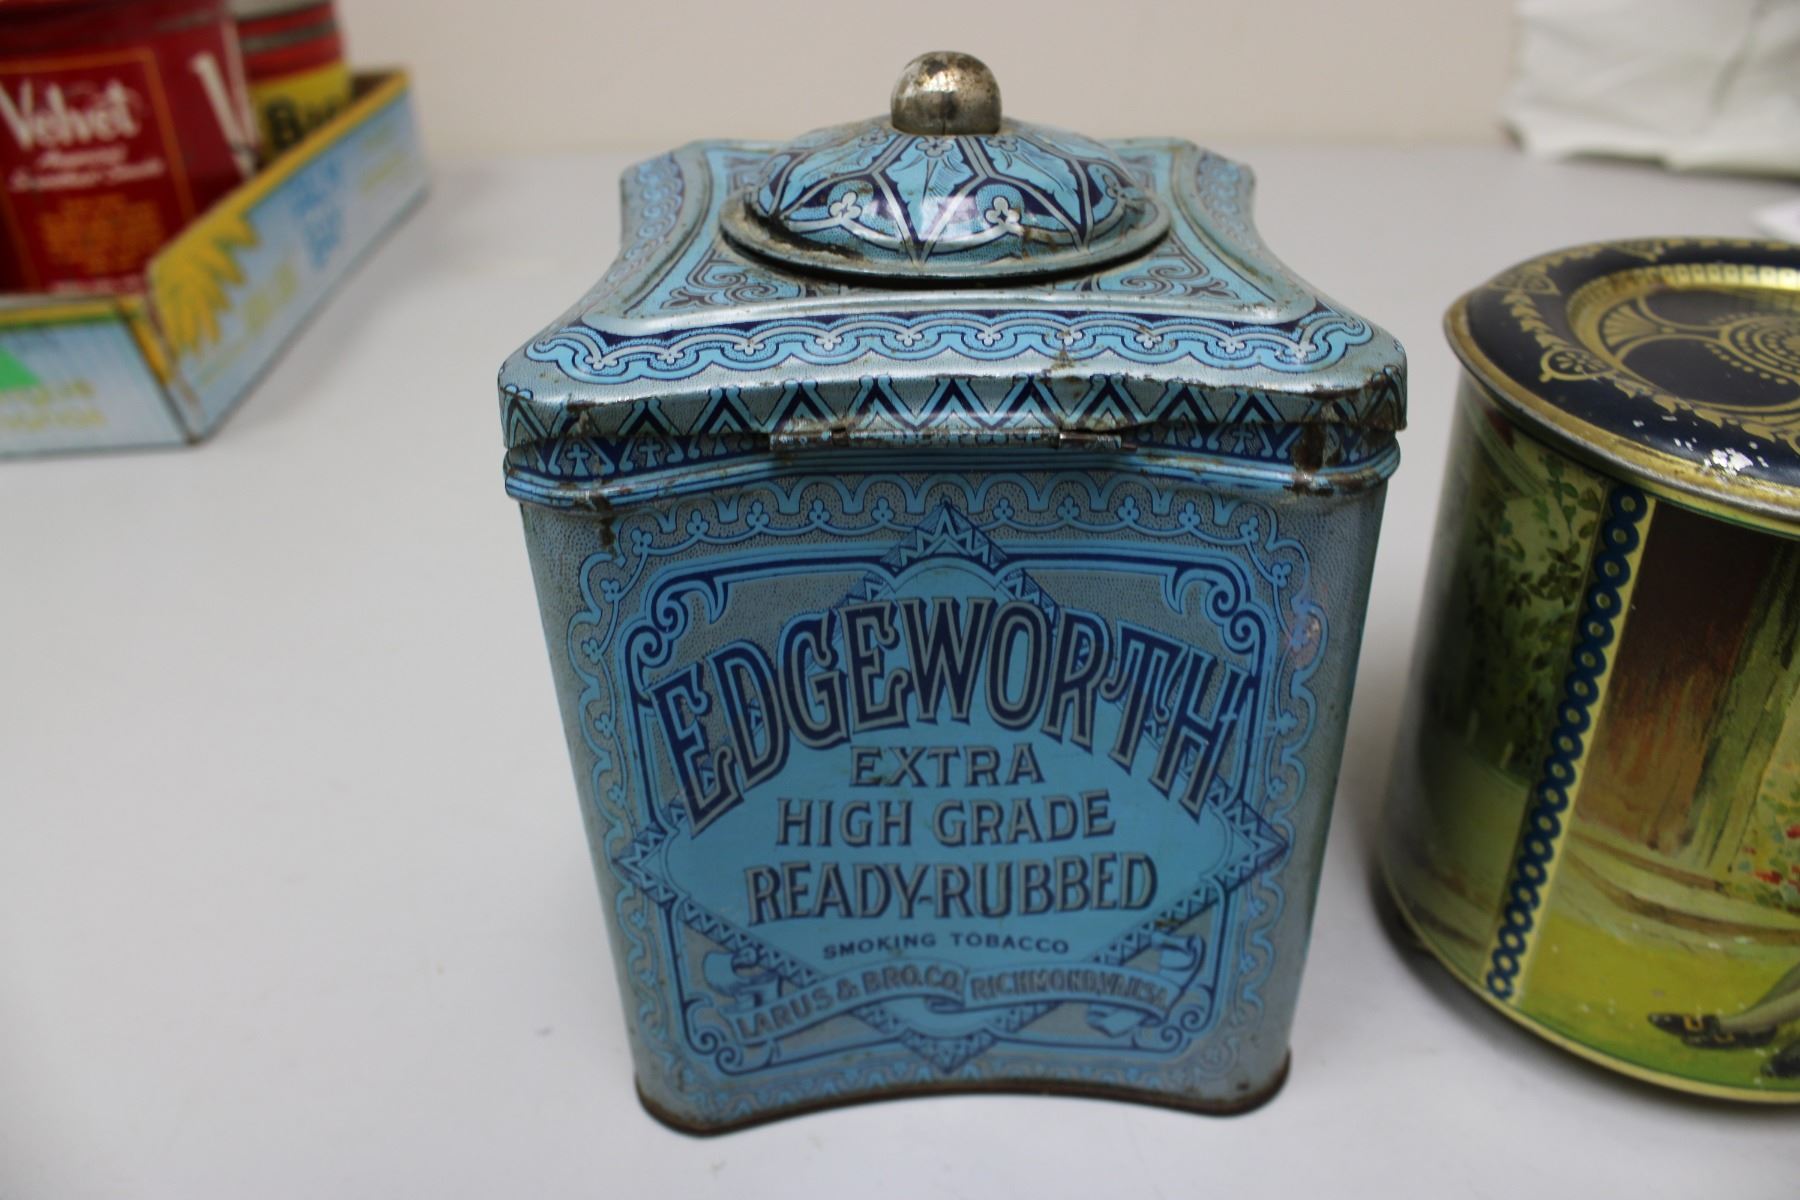 Velvet
EDGEWORTH
EXTRA
HIGH GRADE
READY-RUBBED
SMOKING TOBACCO
LARUS & BRO. CO. RICHMOND, VA. U.S.A.